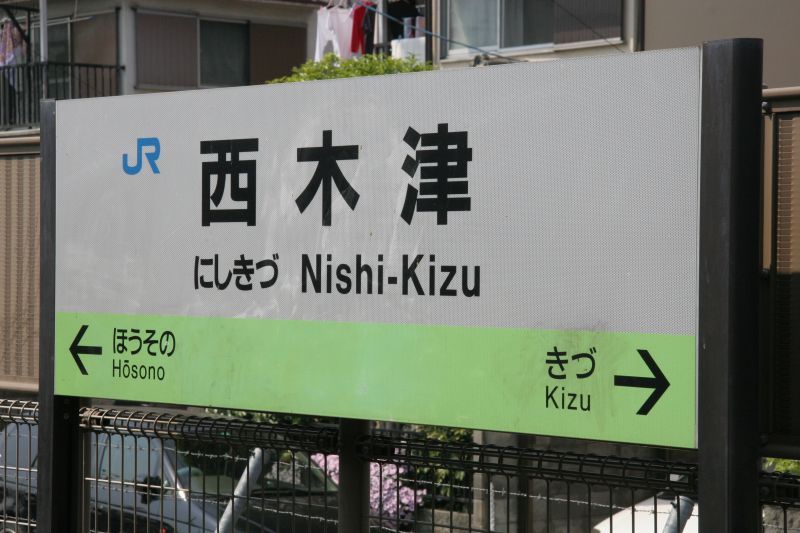 JR
西木津
にしきづ Nishi-Kizu
← ほうその
Hōsono
きづ →
Kizu